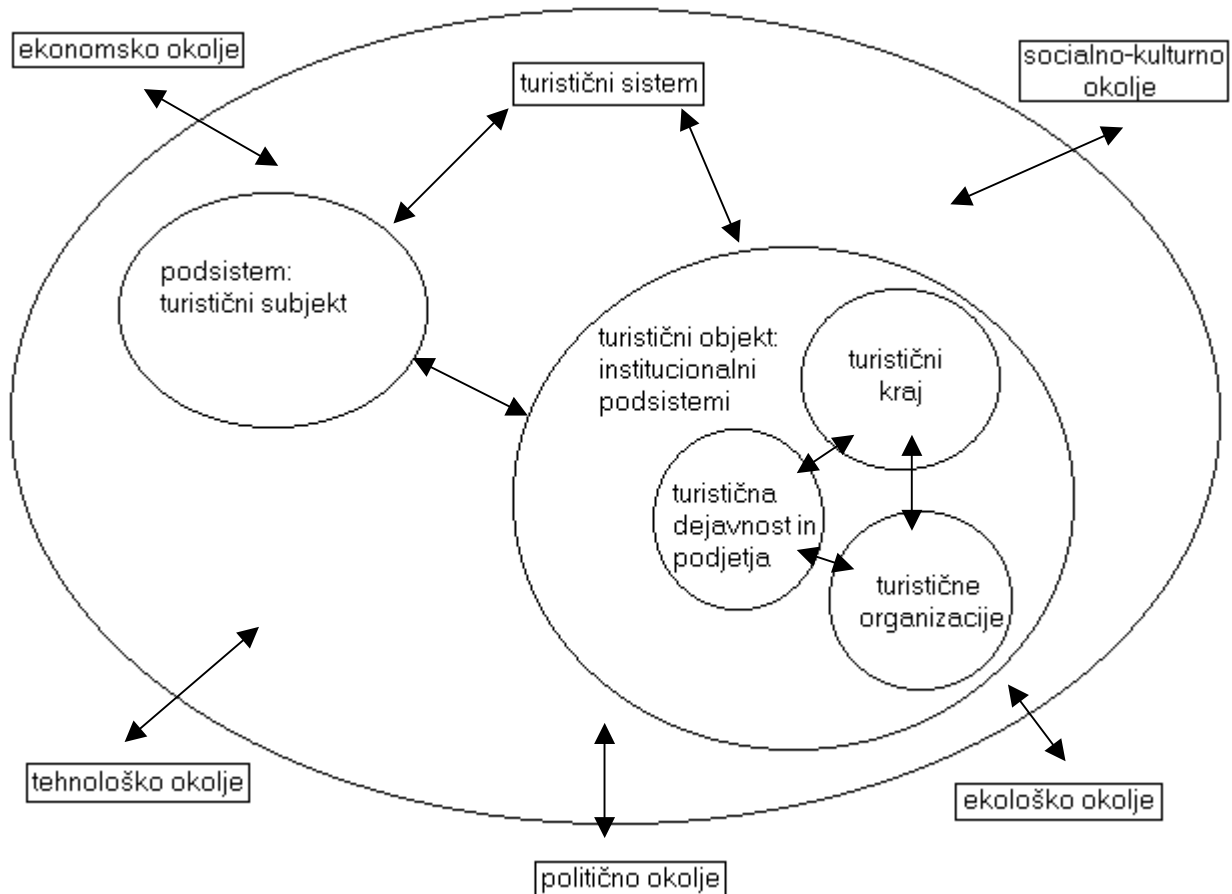 ekonomsko okolje
turistični sistem
socialno-kulturno
okolje
podsistem:
turistični subjekt
turistični objekt:
institucionalni
podsistemi
turistični
kraj
turistična
dejavnost in
podjetja
turistične
organizacije
tehnološko okolje
ekološko okolje
politično okolje